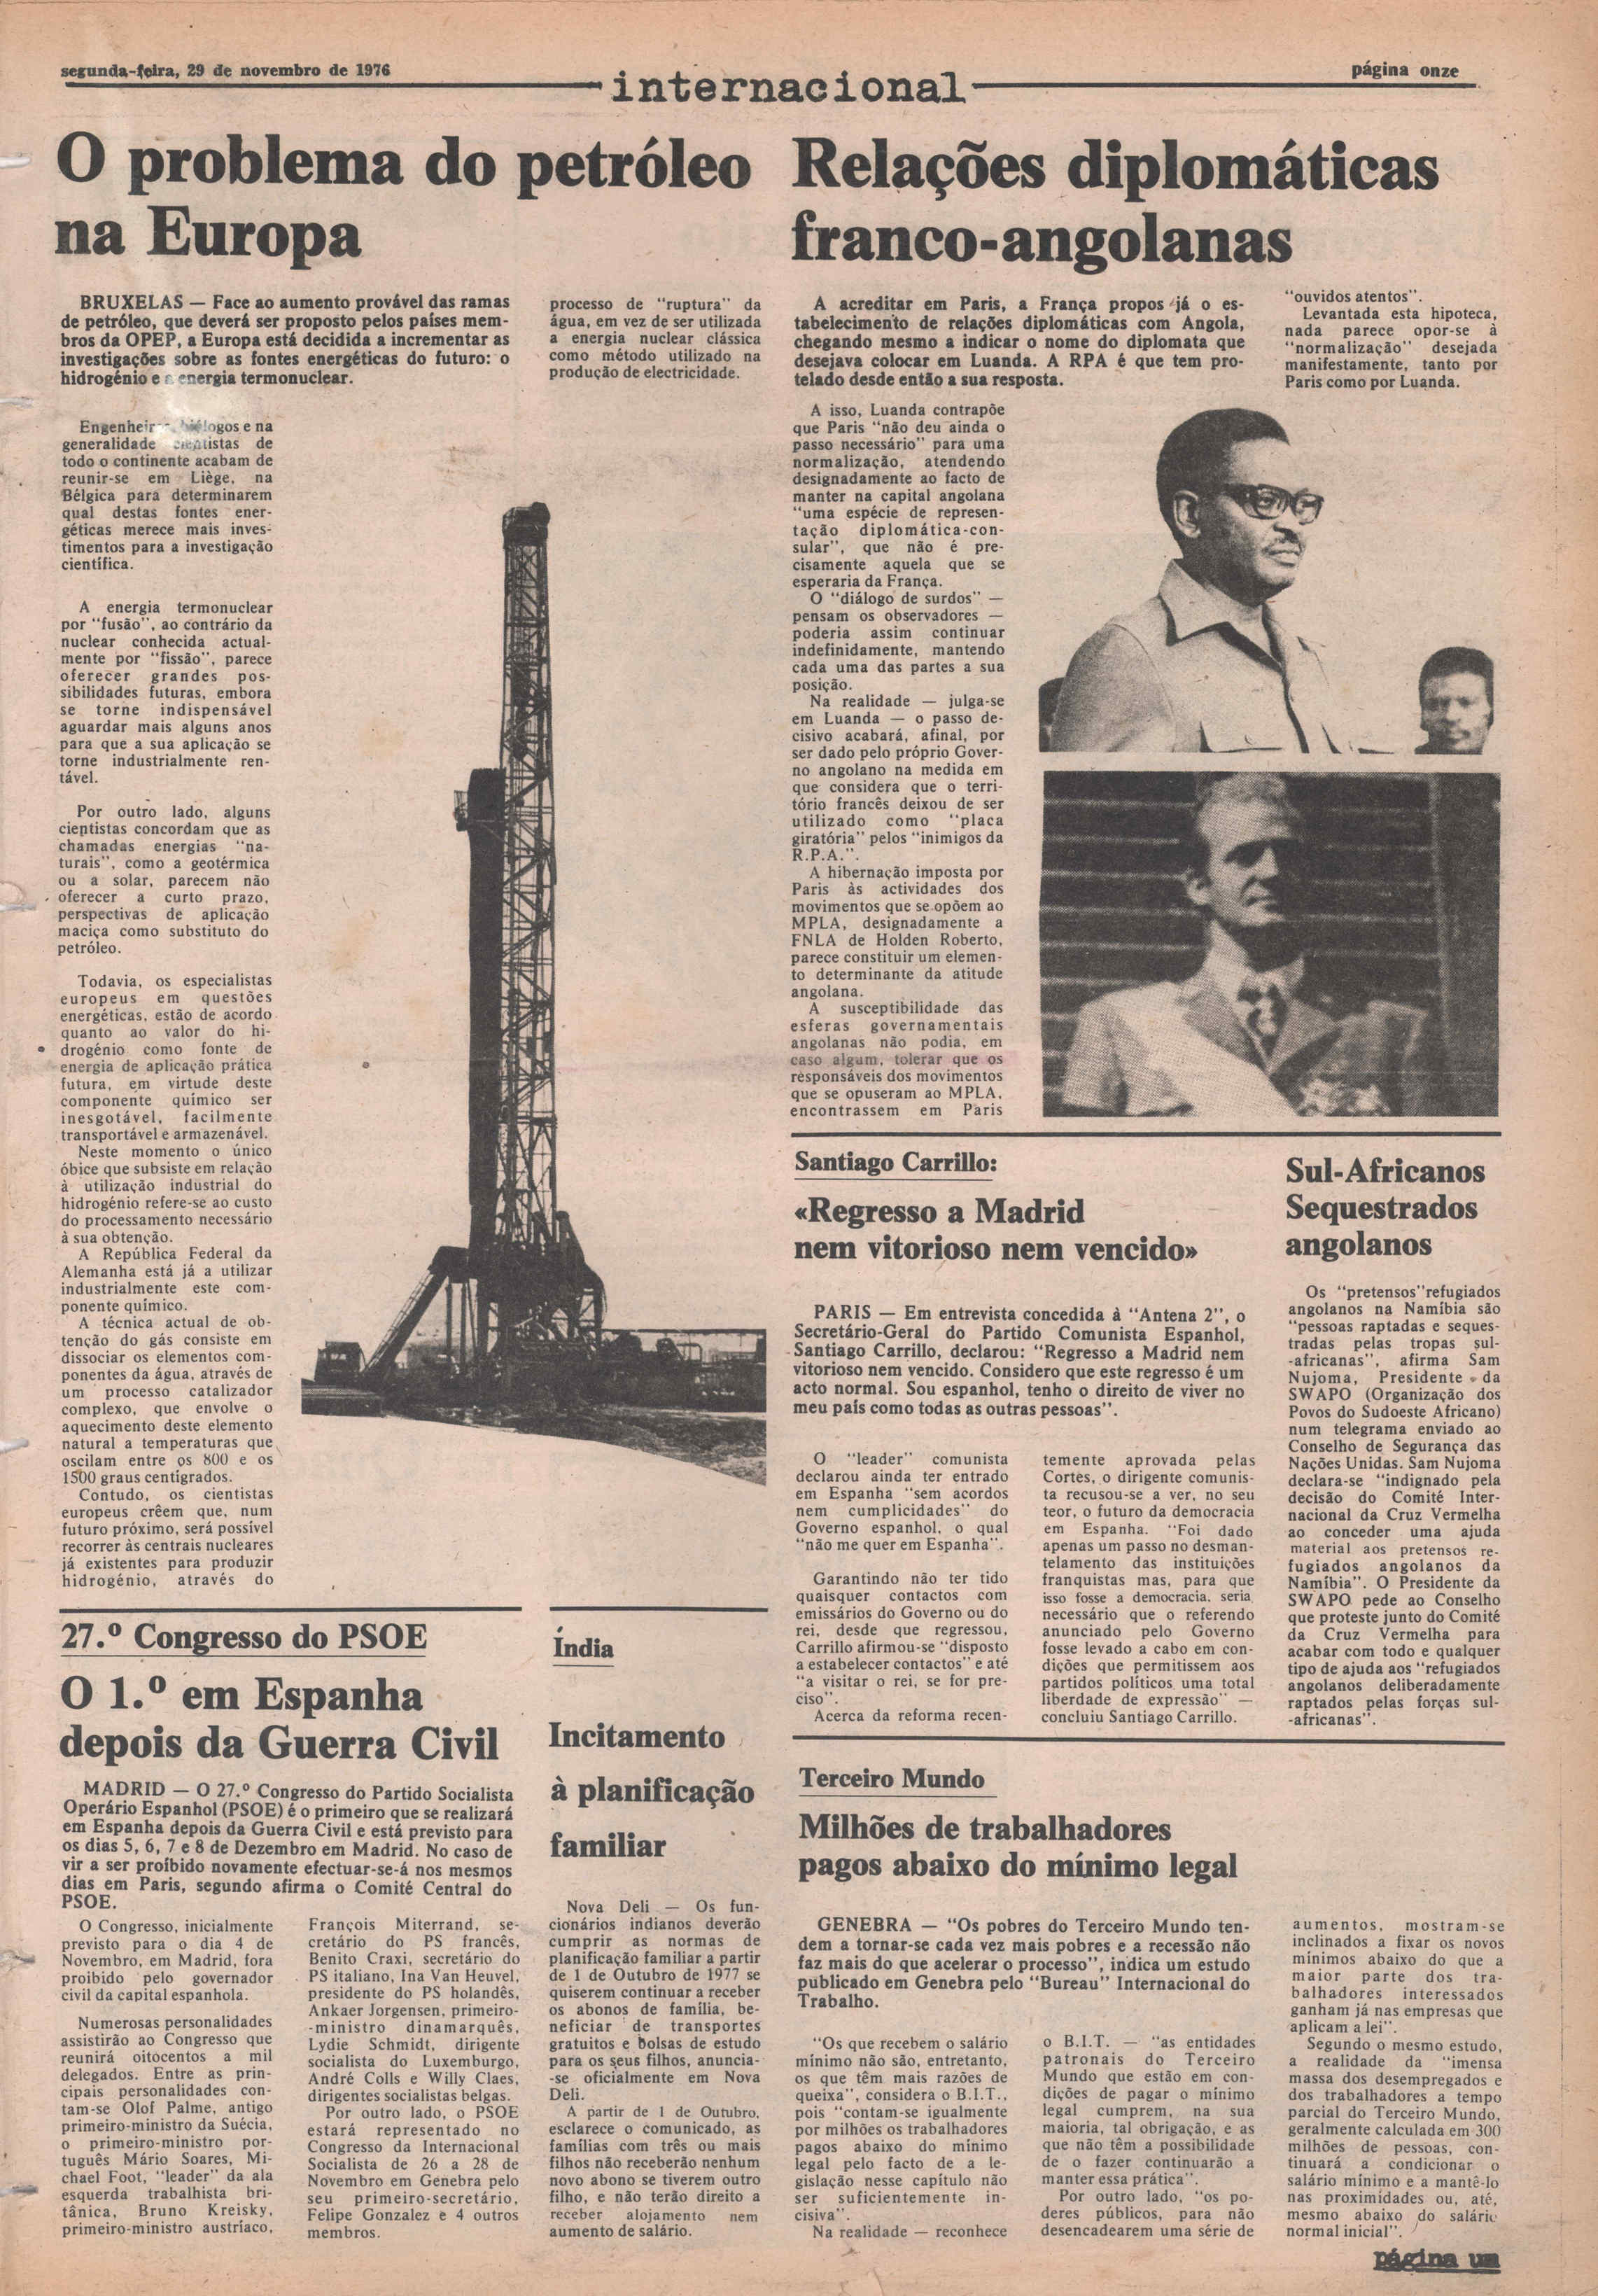 segunda-feira, 29 de novembro de 1976
internacional
página onze
O problema do petróleo
na Europa
BRUXELAS — Face ao aumento provável das ramas
de petróleo, que deverá ser proposto pelos países mem-
bros da OPEP, a Europa está decidida a incrementar as
investigações sobre as fontes energéticas do futuro: o
hidrogénio e a energia termonuclear.
Engenheiros, biólogos e na
generalidade cientistas de
todo o continente acabam de
reunir-se em Liège, na
Bélgica para determinarem
qual destas fontes ener-
géticas merece mais inves-
timentos para a investigação
científica.
A energia termonuclear
por "fusão", ao contrário da
nuclear conhecida actual-
mente por "fissão", parece
oferecer grandes pos-
sibilidades futuras, embora
se torne indispensável
aguardar mais alguns anos
para que a sua aplicação se
torne industrialmente ren-
tável.
Por outro lado, alguns
cientistas concordam que as
chamadas energias "na-
turais", como a geotérmica
ou a solar, parecem não
oferecer a curto prazo,
perspectivas de aplicação
maciça como substituto do
petróleo.
Todavia, os especialistas
europeus em questões
energéticas, estão de acordo
quanto ao valor do hi-
drogénio como fonte de
energia de aplicação prática
futura, em virtude deste
componente químico ser
inesgotável, facilmente
transportável e armazenável.
Neste momento o único
óbice que subsiste em relação
à utilização industrial do
hidrogénio refere-se ao custo
do processamento necessário
à sua obtenção.
A República Federal da
Alemanha está já a utilizar
industrialmente este com-
ponente químico.
A técnica actual de ob-
tenção do gás consiste em
dissociar os elementos com-
ponentes da água, através de
um processo catalizador
complexo, que envolve o
aquecimento deste elemento
natural a temperaturas que
oscilam entre os 800 e os
1500 graus centígrados.
Contudo, os cientistas
europeus crêem que, num
futuro próximo, será possível
recorrer às centrais nucleares
já existentes para produzir
hidrogénio, através do
processo de "ruptura" da
água, em vez de ser utilizada
a energia nuclear clássica
como método utilizado na
produção de electricidade.
Relações diplomáticas
franco-angolanas
A acreditar em Paris, a França propos já o es-
tabelecimento de relações diplomáticas com Angola,
chegando mesmo a indicar o nome do diplomata que
desejava colocar em Luanda. A RPA é que tem pro-
telado desde então a sua resposta.
A isso, Luanda contrapõe
que Paris "não deu ainda o
passo necessário" para uma
normalização, atendendo
designadamente ao facto de
manter na capital angolana
"uma espécie de represen-
tação diplomática-con-
sular", que não é pre-
cisamente aquela que se
esperaria da França.
O "diálogo de surdos" —
pensam os observadores —
poderia assim continuar
indefinidamente, mantendo
cada uma das partes a sua
posição.
Na realidade — julga-se
em Luanda — o passo de-
cisivo acabará, afinal, por
ser dado pelo próprio Gover-
no angolano na medida em
que considera que o terri-
tório francês deixou de ser
utilizado como "placa
giratória" pelos "inimigos da
R.P.A.".
A hibernação imposta por
Paris às actividades dos
movimentos que se opõem ao
MPLA, designadamente a
FNLA de Holden Roberto,
parece constituir um elemen-
to determinante da atitude
angolana.
A susceptibilidade das
esferas governamentais
angolanas não podia, em
caso algum, tolerar que os
responsáveis dos movimentos
que se opuseram ao MPLA,
encontrassem em Paris
"ouvidos atentos".
Levantada esta hipoteca,
nada parece opor-se à
"normalização" desejada
manifestamente, tanto por
Paris como por Luanda.
Santiago Carrillo:
«Regresso a Madrid
nem vitorioso nem vencido»
PARIS — Em entrevista concedida à "Antena 2", o
Secretário-Geral do Partido Comunista Espanhol,
Santiago Carrillo, declarou: "Regresso a Madrid nem
vitorioso nem vencido. Considero que este regresso é um
acto normal. Sou espanhol, tenho o direito de viver no
meu país como todas as outras pessoas".
O "leader" comunista
declarou ainda ter entrado
em Espanha "sem acordos
nem cumplicidades" do
Governo espanhol, o qual
"não me quer em Espanha".
Garantindo não ter tido
quaisquer contactos com
emissários do Governo ou do
rei, desde que regressou,
Carrillo afirmou-se "disposto
a estabelecer contactos" e até
"a visitar o rei, se for pre-
ciso".
Acerca da reforma recen-
temente aprovada pelas
Cortes, o dirigente comunis-
ta recusou-se a ver, no seu
teor, o futuro da democracia
em Espanha. "Foi dado
apenas um passo no desman-
telamento das instituições
franquistas mas, para que
isso fosse a democracia, seria
necessário que o referendo
anunciado pelo Governo
fosse levado a cabo em con-
dições que permitissem aos
partidos políticos uma total
liberdade de expressão" —
concluiu Santiago Carrillo.
Sul-Africanos
Sequestrados
angolanos
Os "pretensos"refugiados
angolanos na Namíbia são
"pessoas raptadas e seques-
tradas pelas tropas sul-
-africanas", afirma Sam
Nujoma, Presidente da
SWAPO (Organização dos
Povos do Sudoeste Africano)
num telegrama enviado ao
Conselho de Segurança das
Nações Unidas. Sam Nujoma
declara-se "indignado pela
decisão do Comité Inter-
nacional da Cruz Vermelha
ao conceder uma ajuda
material aos pretensos re-
fugiados angolanos da
Namíbia". O Presidente da
SWAPO pede ao Conselho
que proteste junto do Comité
da Cruz Vermelha para
acabar com todo e qualquer
tipo de ajuda aos "refugiados
angolanos deliberadamente
raptados pelas forças sul-
-africanas".
27.º Congresso do PSOE
O 1.º em Espanha
depois da Guerra Civil
MADRID — O 27.º Congresso do Partido Socialista
Operário Espanhol (PSOE) é o primeiro que se realizará
em Espanha depois da Guerra Civil e está previsto para
os dias 5, 6, 7 e 8 de Dezembro em Madrid. No caso de
vir a ser proíbido novamente efectuar-se-á nos mesmos
dias em Paris, segundo afirma o Comité Central do
PSOE.
O Congresso, inicialmente
previsto para o dia 4 de
Novembro, em Madrid, fora
proibido pelo governador
civil da capital espanhola.
Numerosas personalidades
assistirão ao Congresso que
reunirá oitocentos a mil
delegados. Entre as prin-
cipais personalidades con-
tam-se Olof Palme, antigo
primeiro-ministro da Suécia,
o primeiro-ministro por-
tuguês Mário Soares, Mi-
chael Foot, "leader" da ala
esquerda trabalhista bri-
tânica, Bruno Kreisky,
primeiro-ministro austríaco,
François Miterrand, se-
cretário do PS francês,
Benito Craxi, secretário do
PS italiano, Ina Van Heuvel,
presidente do PS holandês,
Ankaer Jorgensen, primeiro-
-ministro dinamarquês,
Lydie Schmidt, dirigente
socialista do Luxemburgo,
André Colls e Willy Claes,
dirigentes socialistas belgas.
Por outro lado, o PSOE
estará representado no
Congresso da Internacional
Socialista de 26 a 28 de
Novembro em Genebra pelo
seu primeiro-secretário,
Felipe Gonzalez e 4 outros
membros.
Índia
Incitamento
à planificação
familiar
Nova Deli — Os fun-
cionários indianos deverão
cumprir as normas de
planificação familiar a partir
de 1 de Outubro de 1977 se
quiserem continuar a receber
os abonos de família, be-
neficiar de transportes
gratuitos e bolsas de estudo
para os seus filhos, anuncia-
-se oficialmente em Nova
Deli.
A partir de 1 de Outubro,
esclarece o comunicado, as
famílias com três ou mais
filhos não receberão nenhum
novo abono se tiverem outro
filho, e não terão direito a
receber alojamento nem
aumento de salário.
Terceiro Mundo
Milhões de trabalhadores
pagos abaixo do mínimo legal
GENEBRA — "Os pobres do Terceiro Mundo ten-
dem a tornar-se cada vez mais pobres e a recessão não
faz mais do que acelerar o processo", indica um estudo
publicado em Genebra pelo "Bureau" Internacional do
Trabalho.
"Os que recebem o salário
mínimo não são, entretanto,
os que têm mais razões de
queixa", considera o B.I.T.,
pois "contam-se igualmente
por milhões os trabalhadores
pagos abaixo do mínimo
legal pelo facto de a le-
gislação nesse capítulo não
ser suficientemente in-
cisiva".
Na realidade — reconhece
o B.I.T. — "as entidades
patronais do Terceiro
Mundo que estão em con-
dições de pagar o mínimo
legal cumprem, na sua
maioria, tal obrigação, e as
que não têm a possibilidade
de o fazer continuarão a
manter essa prática".
Por outro lado, "os po-
deres públicos, para não
desencadearem uma série de
aumentos, mostram-se
inclinados a fixar os novos
mínimos abaixo do que a
maior parte dos tra-
balhadores interessados
ganham já nas empresas que
aplicam a lei".
Segundo o mesmo estudo,
a realidade da "imensa
massa dos desempregados e
dos trabalhadores a tempo
parcial do Terceiro Mundo,
geralmente calculada em 300
milhões de pessoas, con-
tinuará a condicionar o
salário mínimo e a mantê-lo
nas proximidades ou, até,
mesmo abaixo do salário
normal inicial".
página um